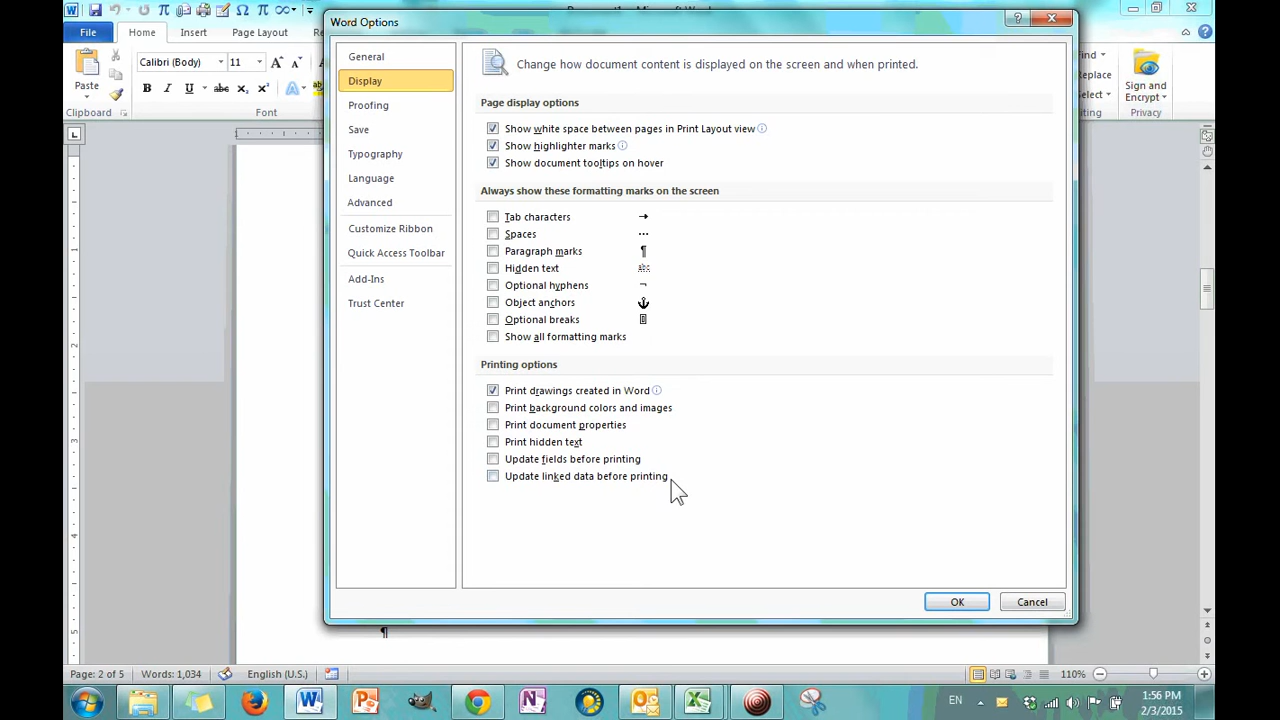 Word Options
File
Home
Insert
Page Layout
Calibri (Body)
11
Paste
Clipboard
Font
Replace
Select
Sign and
Encrypt
Privacy
General
Display
Proofing
Save
Typography
Language
Advanced
Customize Ribbon
Quick Access Toolbar
Add-Ins
Trust Center
Change how document content is displayed on the screen and when printed.
Page display options
Show white space between pages in Print Layout view
Show highlighter marks
Show document tooltips on hover
Always show these formatting marks on the screen
Tab characters
Spaces
Paragraph marks
Hidden text
Optional hyphens
Object anchors
Optional breaks
Show all formatting marks
Printing options
Print drawings created in Word
Print background colors and images
Print document properties
Print hidden text
Update fields before printing
Update linked data before printing
OK
Cancel
Page: 2 of 5
Words: 1,034
English (U.S.)
110%
EN
1:56 PM
2/3/2015